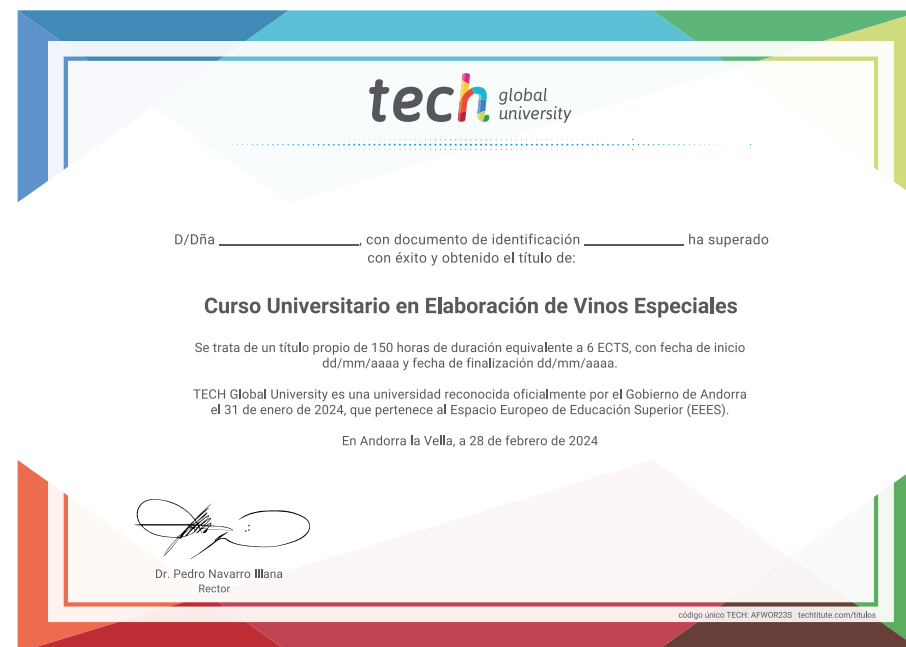 tech global university
D/Dña ____________________, con documento de identificación ______________ ha superado
con éxito y obtenido el título de:
Curso Universitario en Elaboración de Vinos Especiales
Se trata de un título propio de 150 horas de duración equivalente a 6 ECTS, con fecha de inicio
dd/mm/aaaa y fecha de finalización dd/mm/aaaa.
TECH Global University es una universidad reconocida oficialmente por el Gobierno de Andorra
el 31 de enero de 2024, que pertenece al Espacio Europeo de Educación Superior (EEES).
En Andorra la Vella, a 28 de febrero de 2024
Dr. Pedro Navarro Illana
Rector
código único TECH: AFWOR23S techtitute.com/titulos